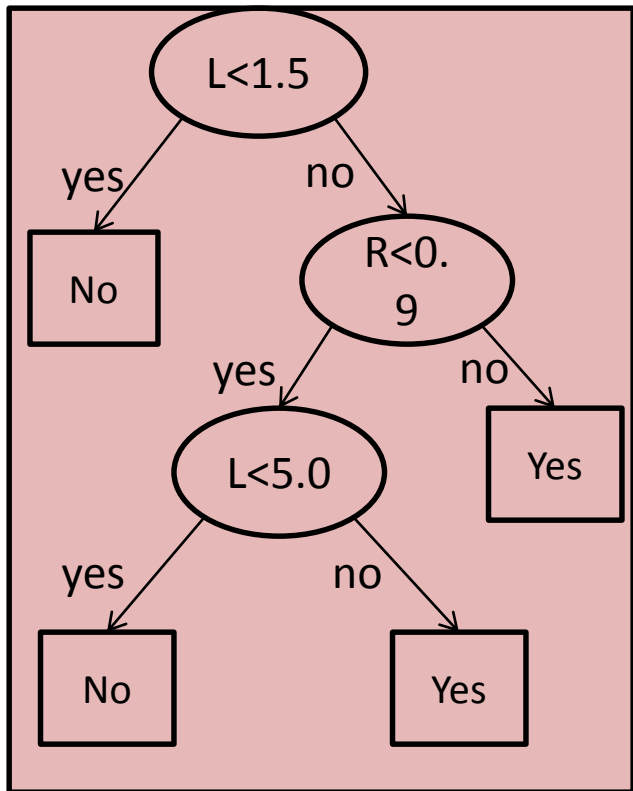 L<1.5
yes
no
No
R<0.
9
yes
no
L<5.0
Yes
yes
no
No
Yes